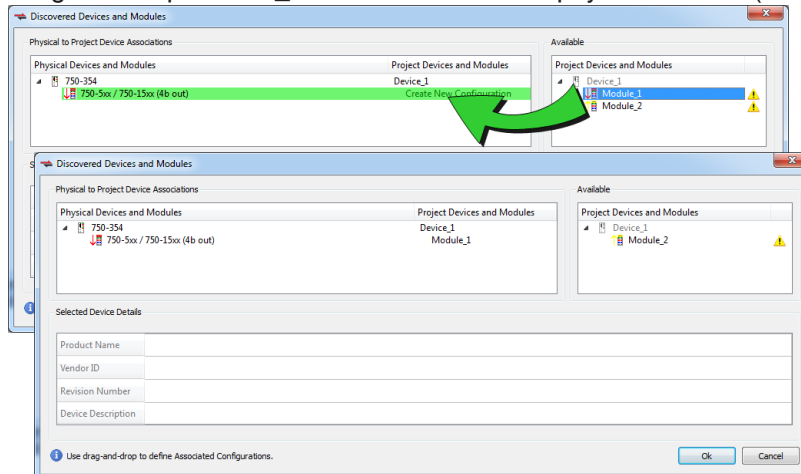 Discovered Devices and Modules
Physical to Project Device Associations
Available
Physical Devices and Modules Project Devices and Modules
Project Devices and Modules
750-354 Device_1
Device_1
750-5xx / 750-15xx (4b out) Create New Configuration
Module_1
Module_2
Discovered Devices and Modules
Physical to Project Device Associations
Available
Physical Devices and Modules Project Devices and Modules
Project Devices and Modules
750-354 Device_1
Device_1
750-5xx / 750-15xx (4b out) Module_1
Module_2
Selected Device Details
Product Name
Vendor ID
Revision Number
Device Description
Use drag-and-drop to define Associated Configurations.
Ok Cancel